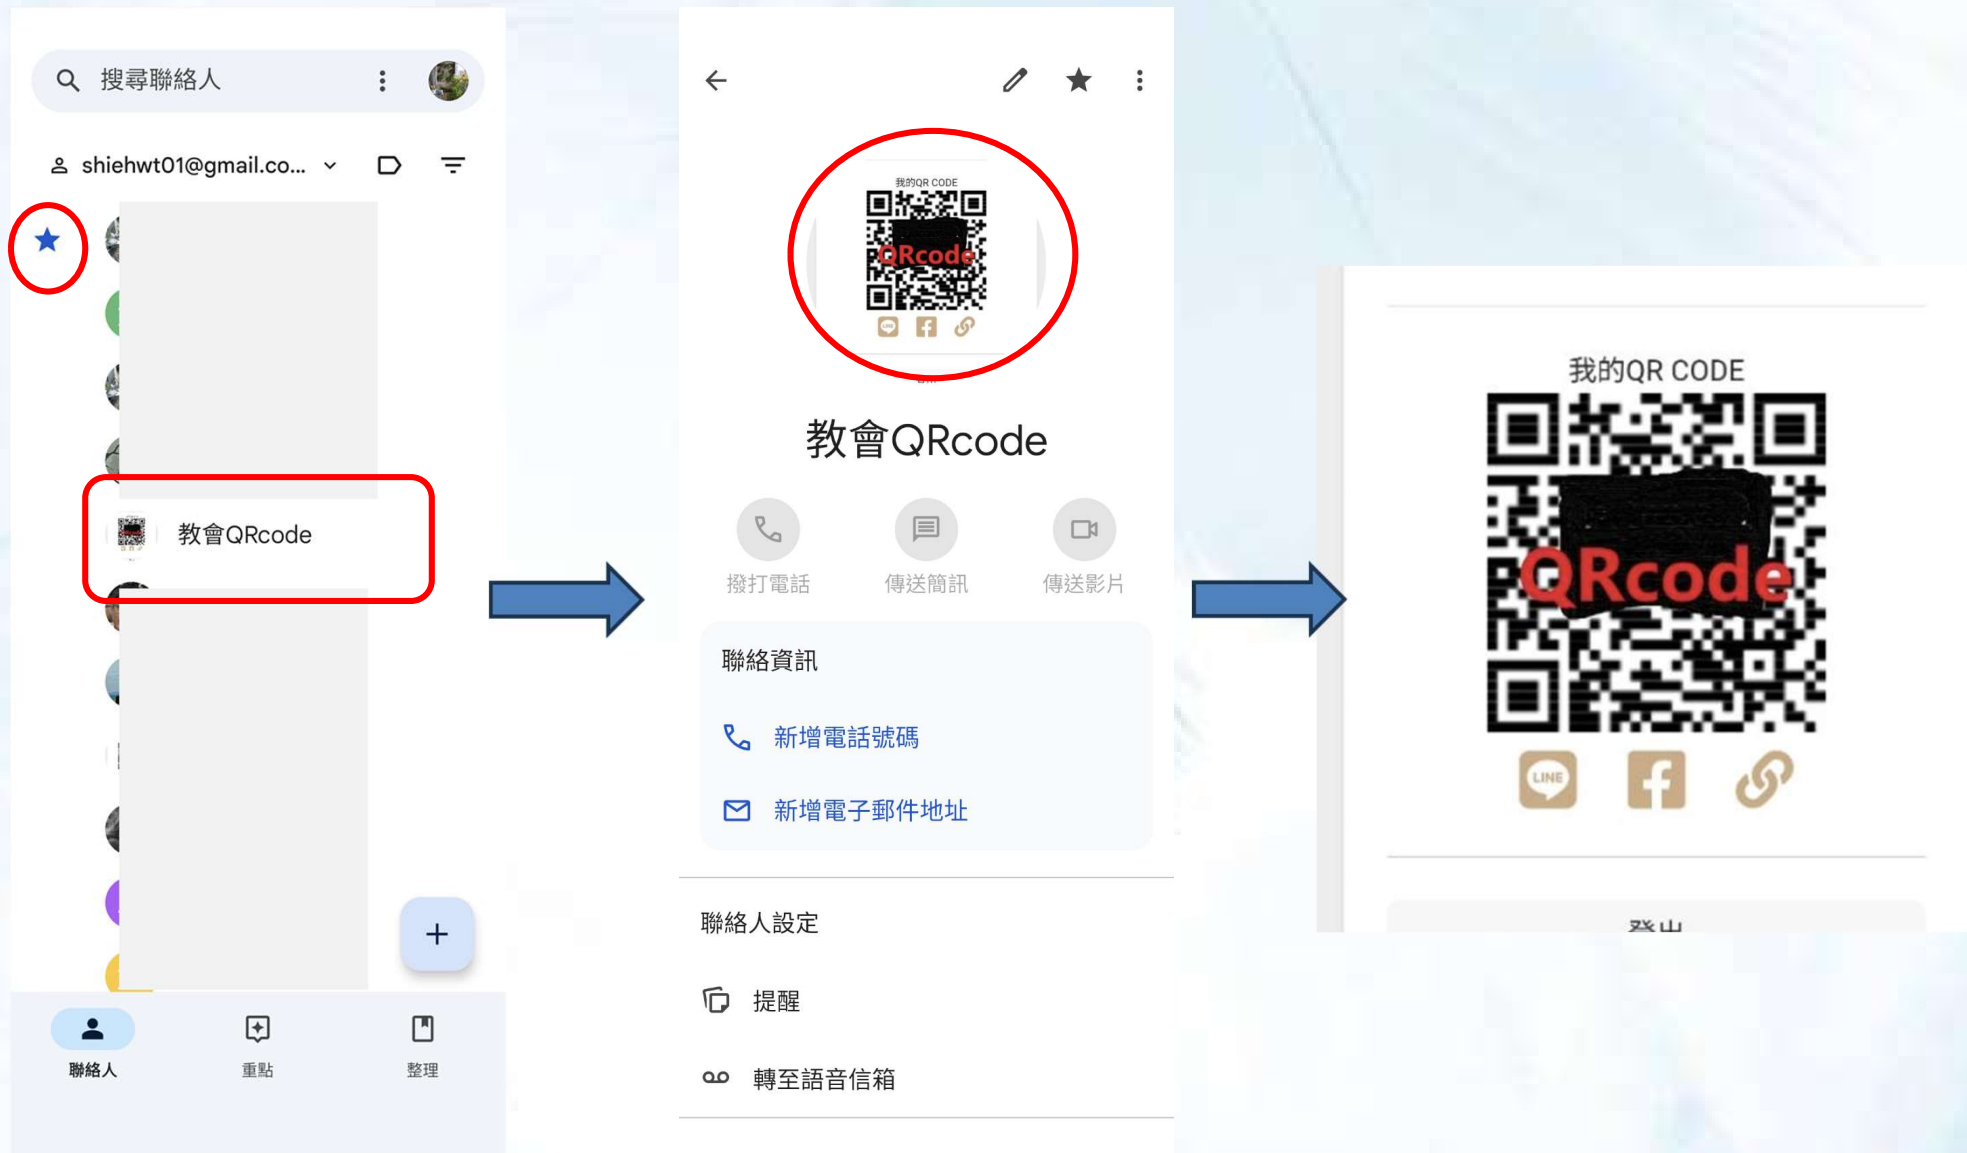 搜尋聯絡人
shiehwt01@gmail.co...
教會QRcode
聯絡人
重點
整理
我的QR CODE
QRcode
教會QRcode
撥打電話
傳送簡訊
傳送影片
聯絡資訊
新增電話號碼
新增電子郵件地址
聯絡人設定
提醒
轉至語音信箱
我的QR CODE
QRcode
LINE
登出